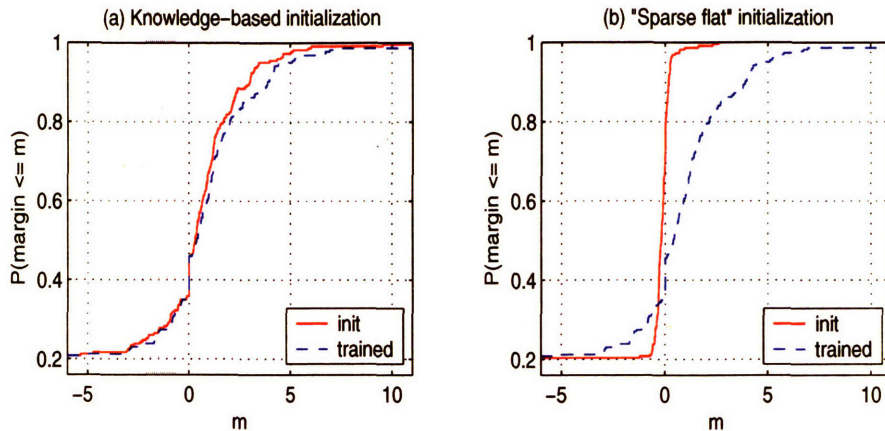 (a) Knowledge-based initialization
P(margin <= m)
1
0.8
0.6
0.4
0.2
-5
0
5
10
m
init
trained
(b) "Sparse flat" initialization
P(margin <= m)
1
0.8
0.6
0.4
0.2
-5
0
5
10
m
init
trained